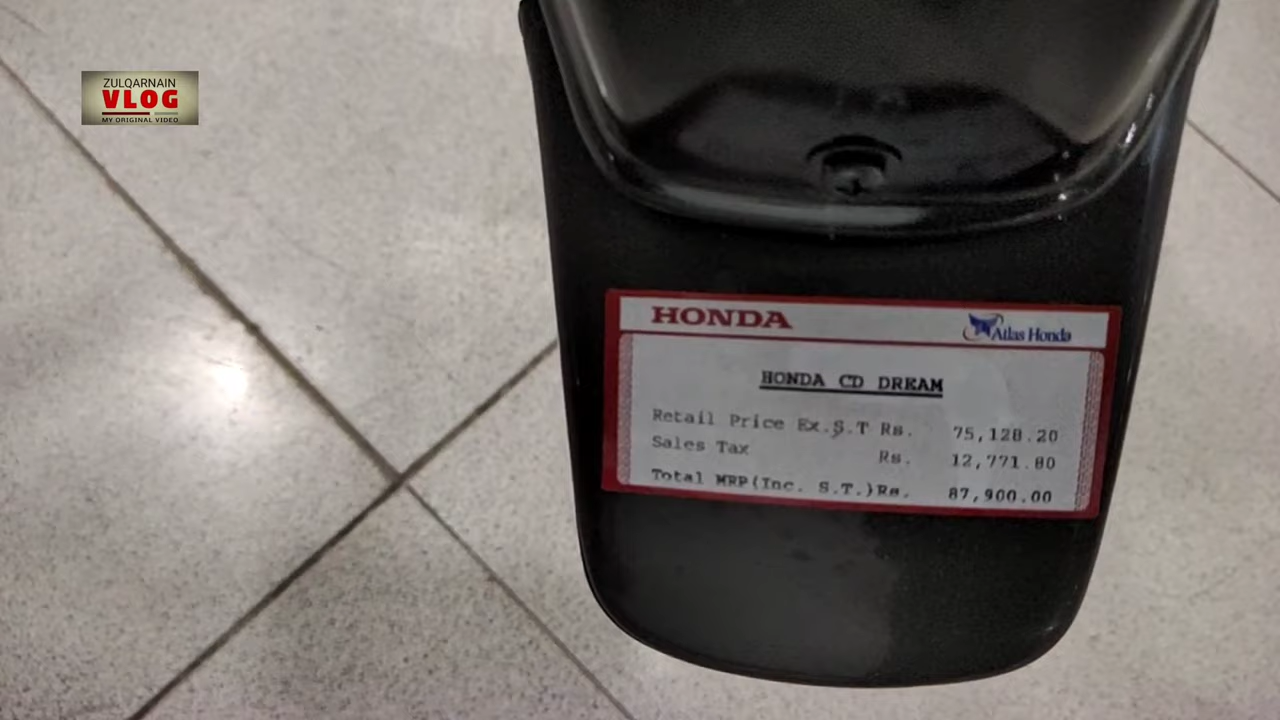 ZULQARNAIN
VLOG
MY ORIGINAL VIDEO
HONDA
Atlas Honda
HONDA CD DREAM
Retail Price Ex.S.T Rs. 75,128.20
Sales Tax Rs. 12,771.80
Total MRP(Inc. S.T.)Rs. 87,900.00